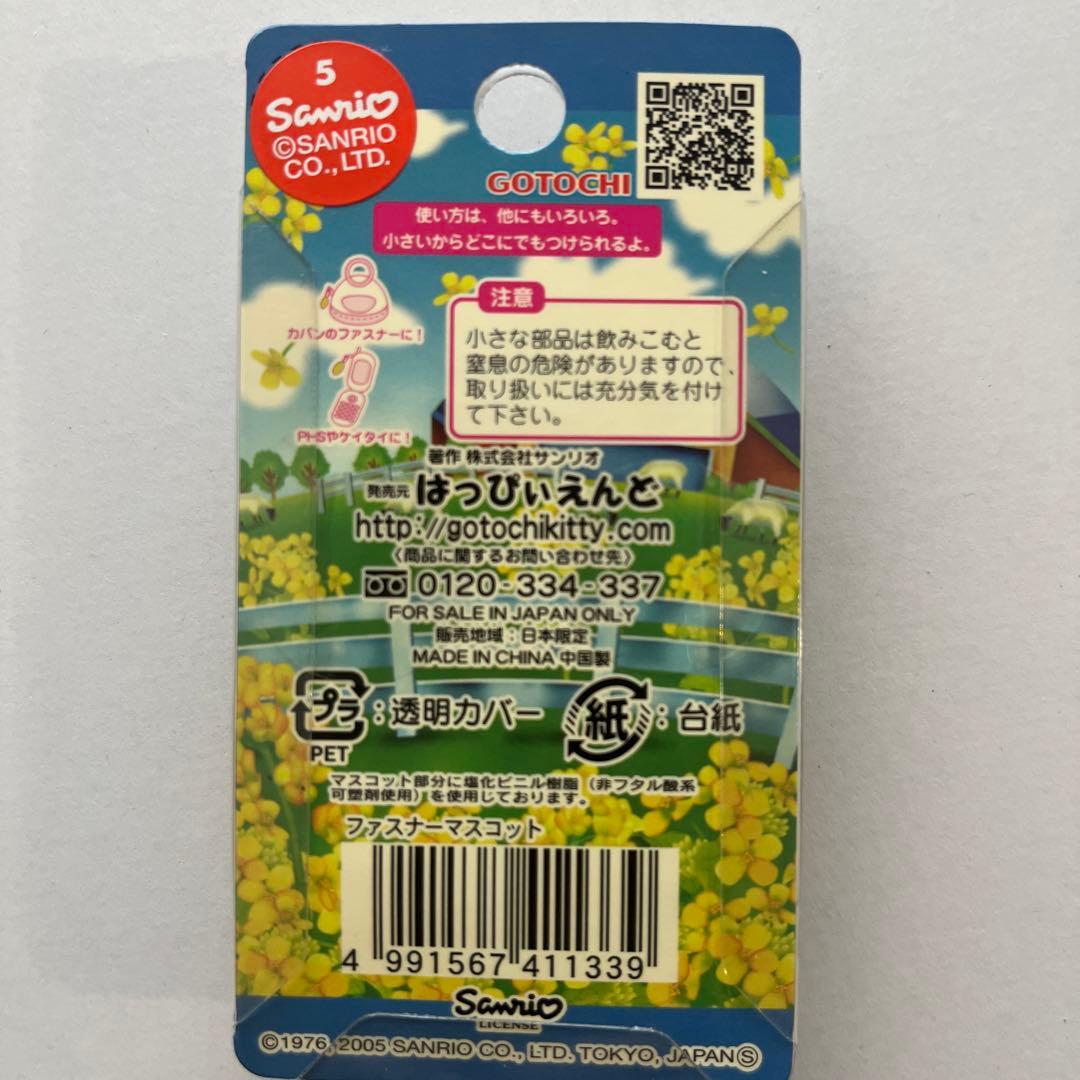 5
Sanrio
©SANRIO
CO., LTD.
GOTOCHI
使い方は、他にもいろいろ。
小さいからどこにでもつけられるよ。
カバンのファスナーに!
PHSやケイタイに!
注意
小さな部品は飲みこむと
窒息の危険がありますので、
取り扱いには充分気を付け
て下さい。
著作 株式会社サンリオ
発売元 はっぴぃえんど
http://gotochikitty.com
〈商品に関するお問い合わせ先〉
0120-334-337
FOR SALE IN JAPAN ONLY
販売地域:日本限定
MADE IN CHINA 中国製
プラ:透明カバー 紙:台紙
PET
マスコット部分に塩化ビニル樹脂(非フタル酸系
可塑剤使用)を使用しております。
ファスナーマスコット
4 991567 411339
Sanrio
LICENSE
©1976, 2005 SANRIO CO., LTD. TOKYO, JAPAN Ⓢ